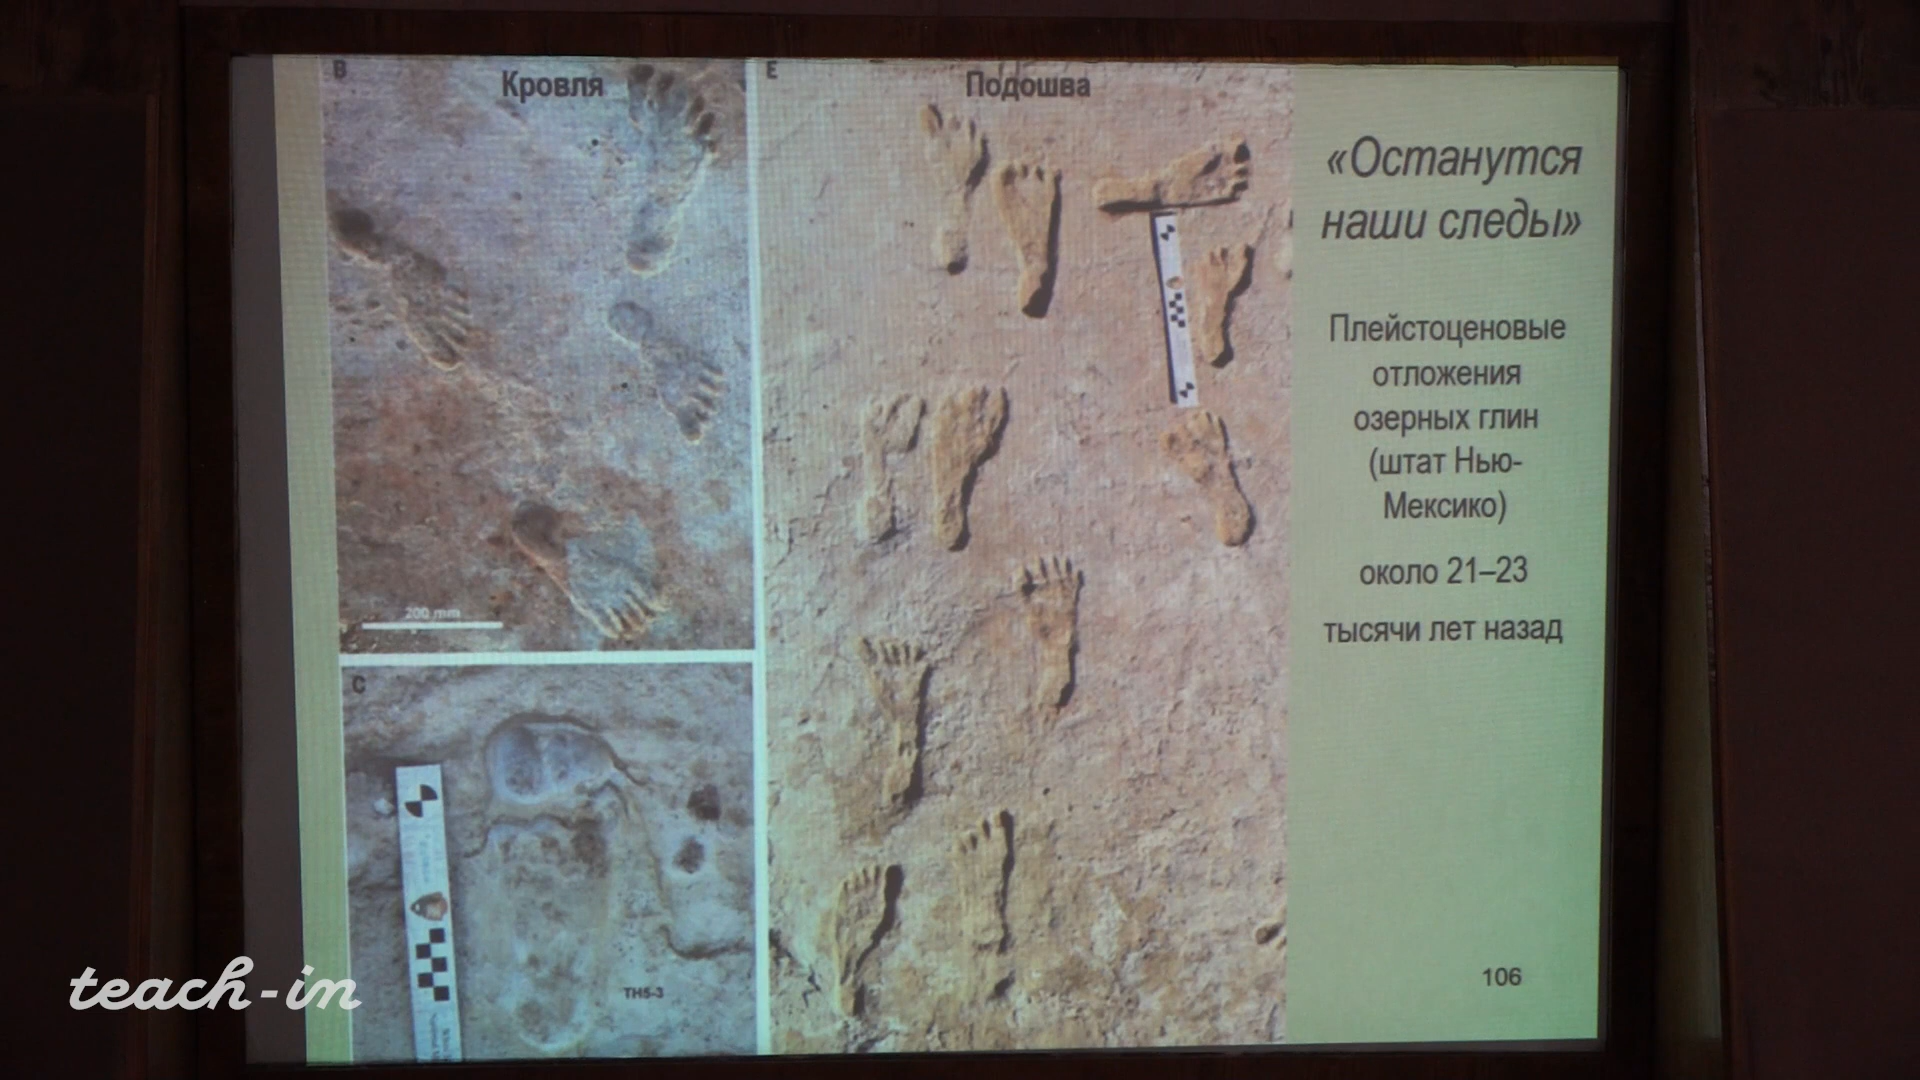 B
Кровля
200 mm
C
TH5-3
E
Подошва
«Останутся
наши следы»
Плейстоценовые
отложения
озерных глин
(штат Нью-
Мексико)
около 21–23
тысячи лет назад
106
teach-in